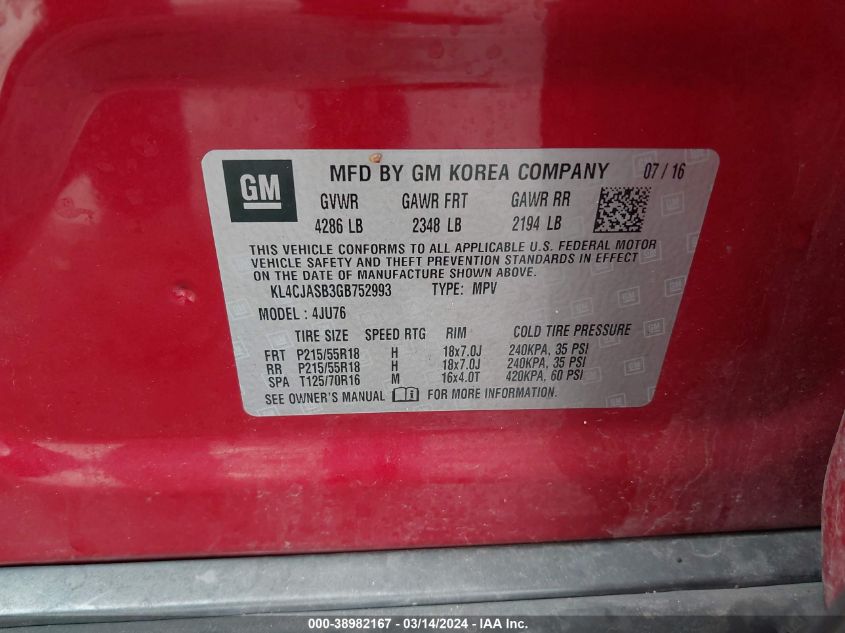 GM
MFD BY GM KOREA COMPANY 07 / 16
GVWR GAWR FRT GAWR RR
4286 LB 2348 LB 2194 LB
THIS VEHICLE CONFORMS TO ALL APPLICABLE U.S. FEDERAL MOTOR
VEHICLE SAFETY AND THEFT PREVENTION STANDARDS IN EFFECT
ON THE DATE OF MANUFACTURE SHOWN ABOVE.
KL4CJASB3GB752993 TYPE: MPV
MODEL : 4JU76
TIRE SIZE SPEED RTG RIM COLD TIRE PRESSURE
FRT P215/55R18 H 18x7.0J 240KPA, 35 PSI
RR P215/55R18 H 18x7.0J 240KPA, 35 PSI
SPA T125/70R16 M 16x4.0T 420KPA, 60 PSI
SEE OWNER'S MANUAL FOR MORE INFORMATION.
000-38982167 - 03/14/2024 - IAA Inc.